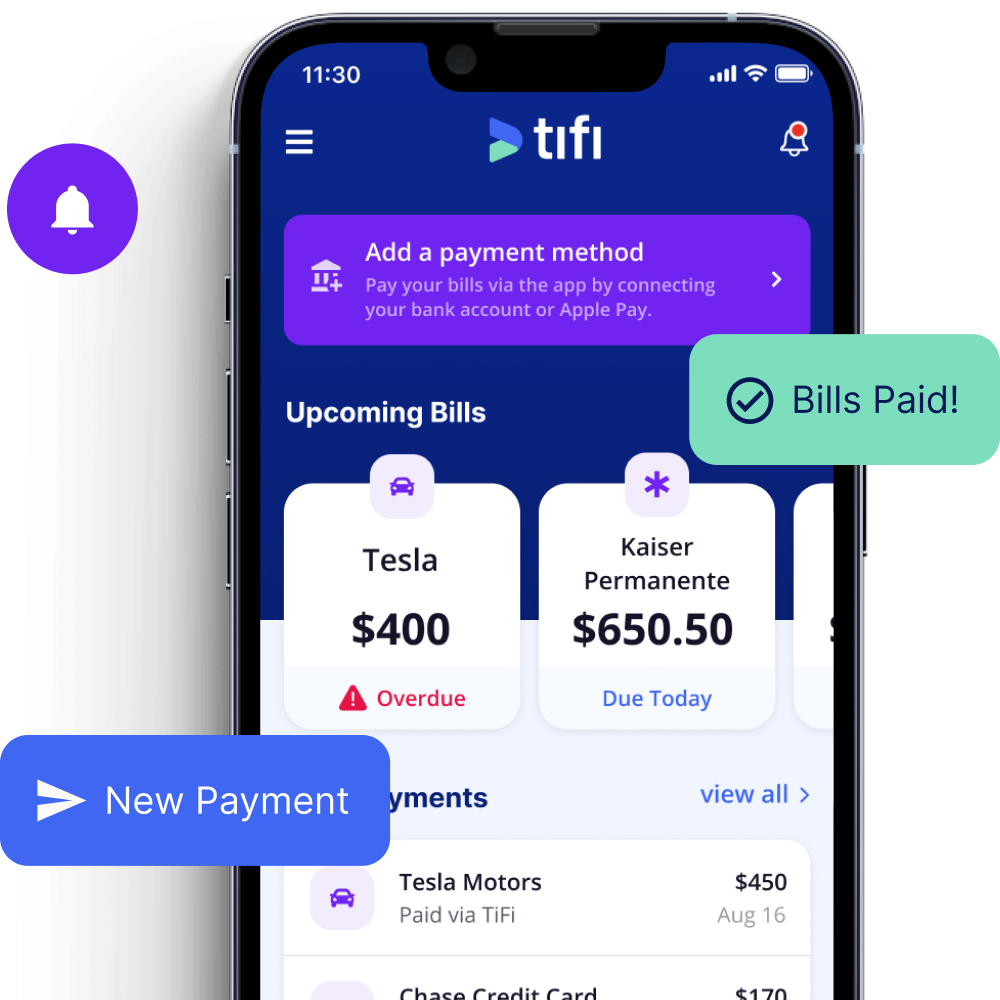 11:30
tifi
Add a payment method
Pay your bills via the app by connecting
your bank account or Apple Pay.
Bills Paid!
Upcoming Bills
Tesla
$400
Overdue
Kaiser
Permanente
$650.50
Due Today
New Payment
view all
Tesla Motors
$450
Paid via TiFi
Aug 16
Chase Credit Card
$170